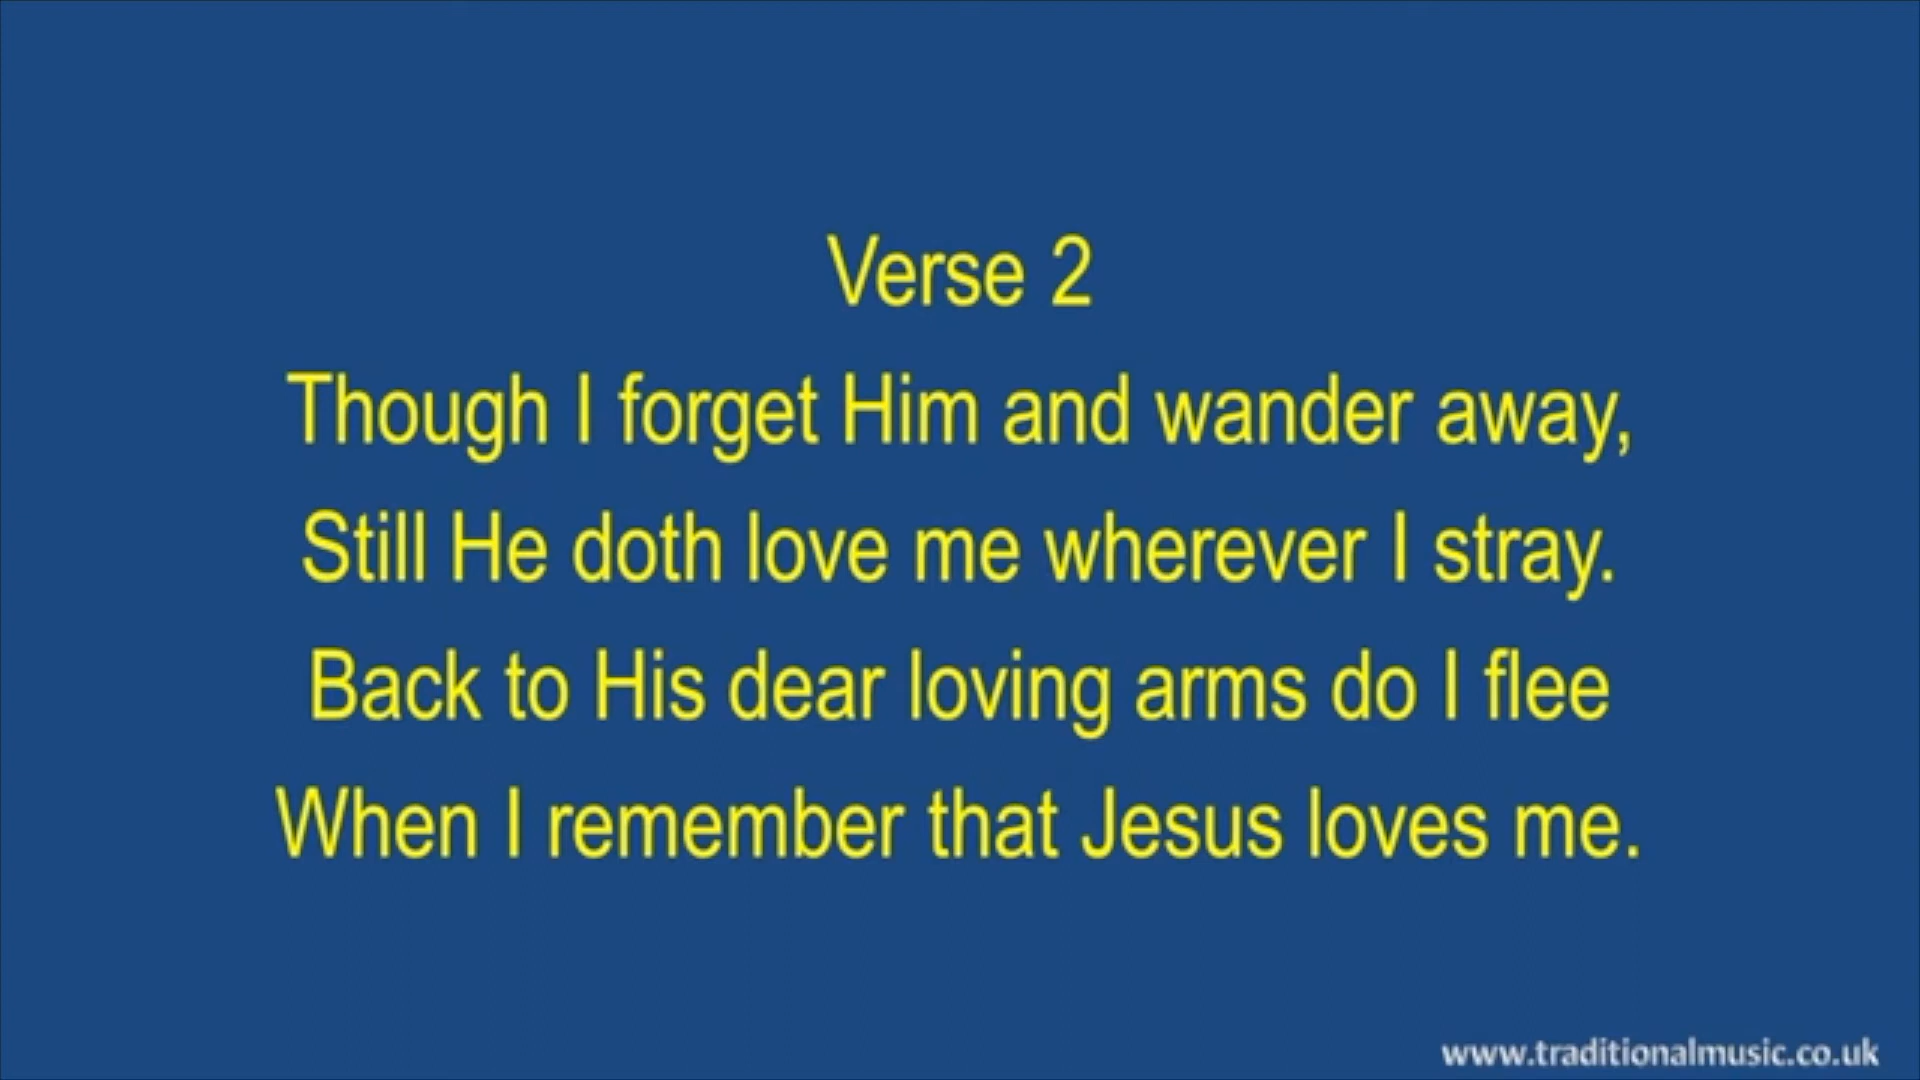 Verse 2
Though I forget Him and wander away,
Still He doth love me wherever I stray.
Back to His dear loving arms do I flee
When I remember that Jesus loves me.
www.traditionalmusic.co.uk